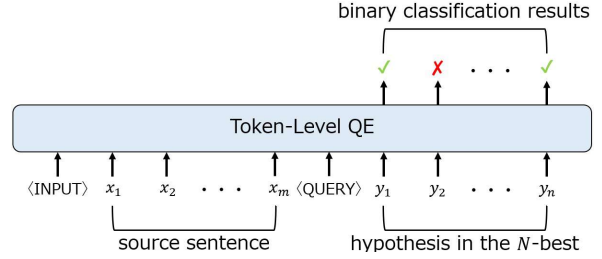 binary classification results
✓ ✗ · · · ✓
Token-Level QE
⟨INPUT⟩ x₁ x₂ · · · xₘ ⟨QUERY⟩ y₁ y₂ · · · yₙ
source sentence hypothesis in the N-best